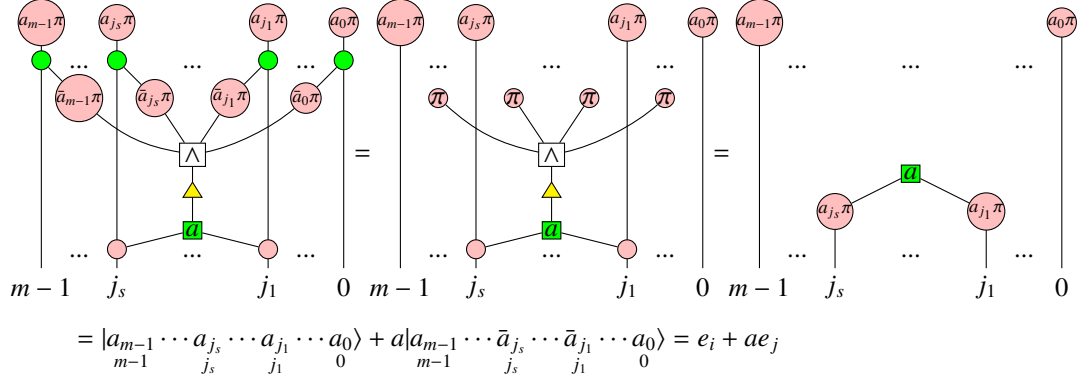 a_{m−1}π a_{j_s}π a_{j_1}π a_0π a_{m−1}π a_{j_s}π a_{j_1}π a_0π a_{m−1}π a_0π
... ... ... ... ... ... ... ... ...
ā_{m−1}π ā_{j_s}π ā_{j_1}π ā_0π π π π π
∧ = ∧ =
a
a_{j_s}π a_{j_1}π
a a
... ... ... ... ... ... ... ... ...
m − 1 j_s j_1 0 m − 1 j_s j_1 0 m − 1 j_s j_1 0
= |a_{m−1} ··· a_{j_s} ··· a_{j_1} ··· a_0⟩ + a|a_{m−1} ··· ā_{j_s} ··· ā_{j_1} ··· a_0⟩ = e_i + ae_j
m−1 j_s j_1 0 m−1 j_s j_1 0